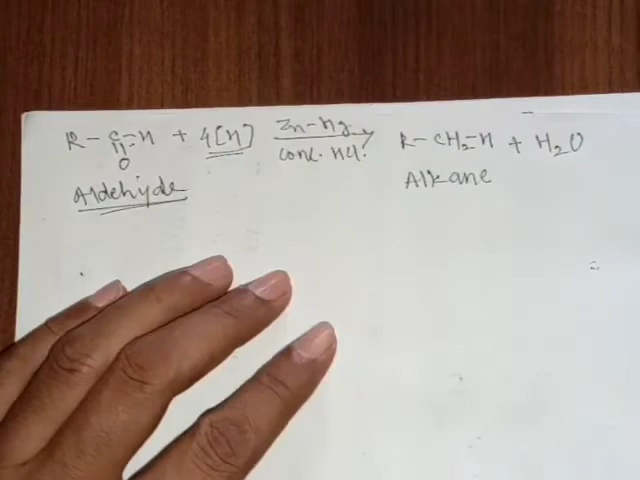 R-C-H + 4[H] Zn-Hg conc. HCl. R-CH2-H + H2O
O
Aldehyde Alkane